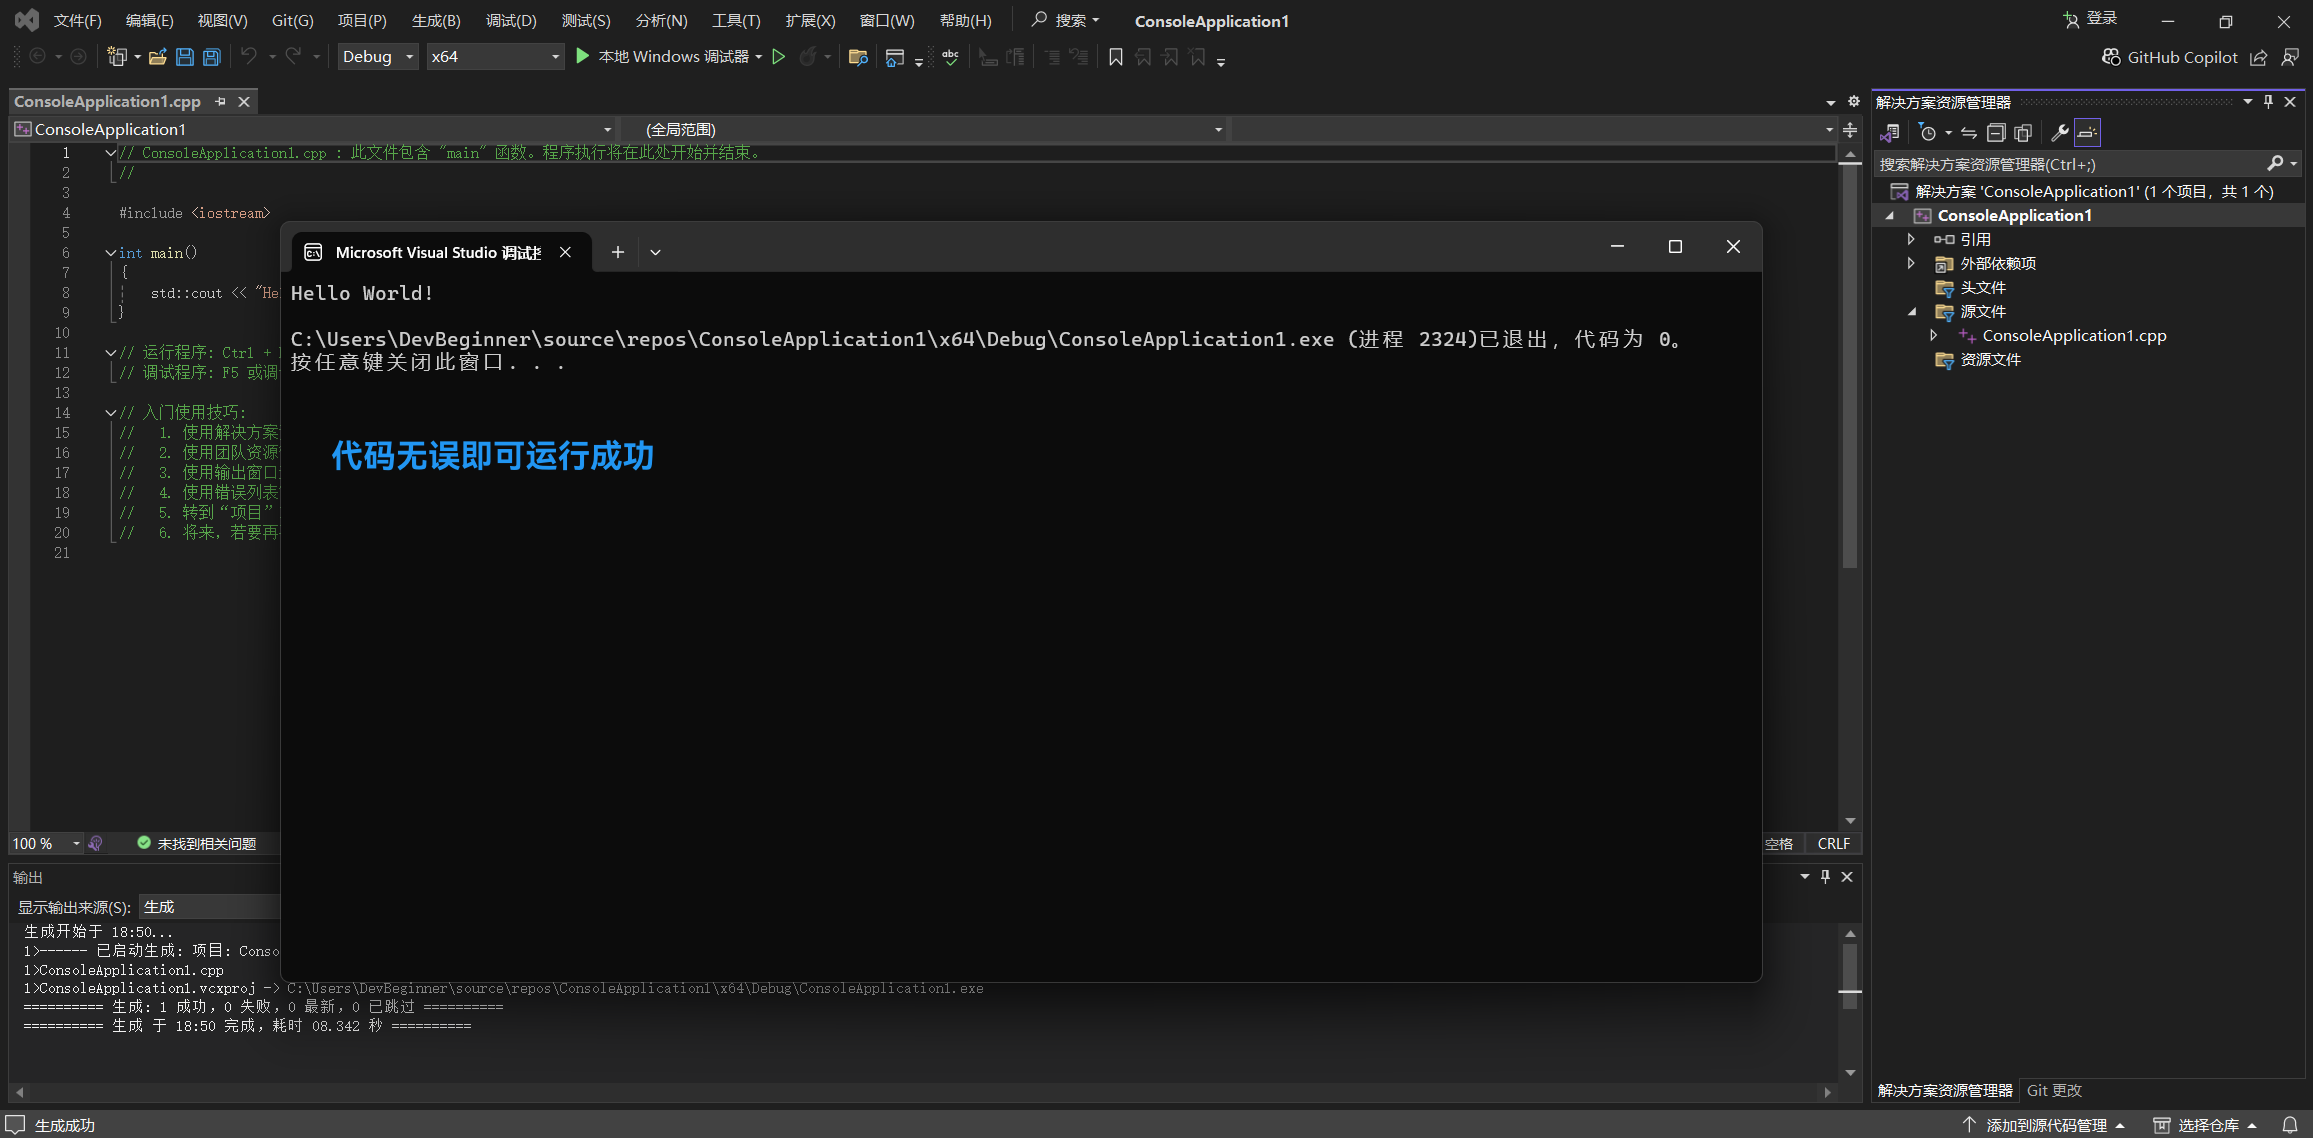 文件(F) 编辑(E) 视图(V) Git(G) 项目(P) 生成(B) 调试(D) 测试(S) 分析(N) 工具(T) 扩展(X) 窗口(W) 帮助(H) 搜索 ConsoleApplication1 登录
Debug x64 本地 Windows 调试器 abc GitHub Copilot
ConsoleApplication1.cpp
ConsoleApplication1 (全局范围)
1 // ConsoleApplication1.cpp : 此文件包含 "main" 函数。程序执行将在此处开始并结束。
2 //
3
4 #include <iostream>
5
6 int main()
7 {
8 std::cout << "He
9 }
10
11 // 运行程序: Ctrl +
12 // 调试程序: F5 或调
13
14 // 入门使用技巧:
15 // 1. 使用解决方案
16 // 2. 使用团队资源
17 // 3. 使用输出窗口
18 // 4. 使用错误列表
19 // 5. 转到“项目”
20 // 6. 将来，若要再
21
Microsoft Visual Studio 调试
Hello World!
C:\Users\DevBeginner\source\repos\ConsoleApplication1\x64\Debug\ConsoleApplication1.exe (进程 2324)已退出，代码为 0。
按任意键关闭此窗口. . .
代码无误即可运行成功
100 % 未找到相关问题 空格 CRLF
输出
显示输出来源(S): 生成
生成开始于 18:50...
1>------ 已启动生成: 项目: Conso
1>ConsoleApplication1.cpp
1>ConsoleApplication1.vcxproj -> C:\Users\DevBeginner\source\repos\ConsoleApplication1\x64\Debug\ConsoleApplication1.exe
========== 生成: 1 成功，0 失败，0 最新，0 已跳过 ==========
========== 生成 于 18:50 完成，耗时 08.342 秒 ==========
解决方案资源管理器
搜索解决方案资源管理器(Ctrl+;)
解决方案 'ConsoleApplication1' (1 个项目，共 1 个)
ConsoleApplication1
引用
外部依赖项
头文件
源文件
ConsoleApplication1.cpp
资源文件
解决方案资源管理器 Git 更改
生成成功 添加到源代码管理 选择仓库